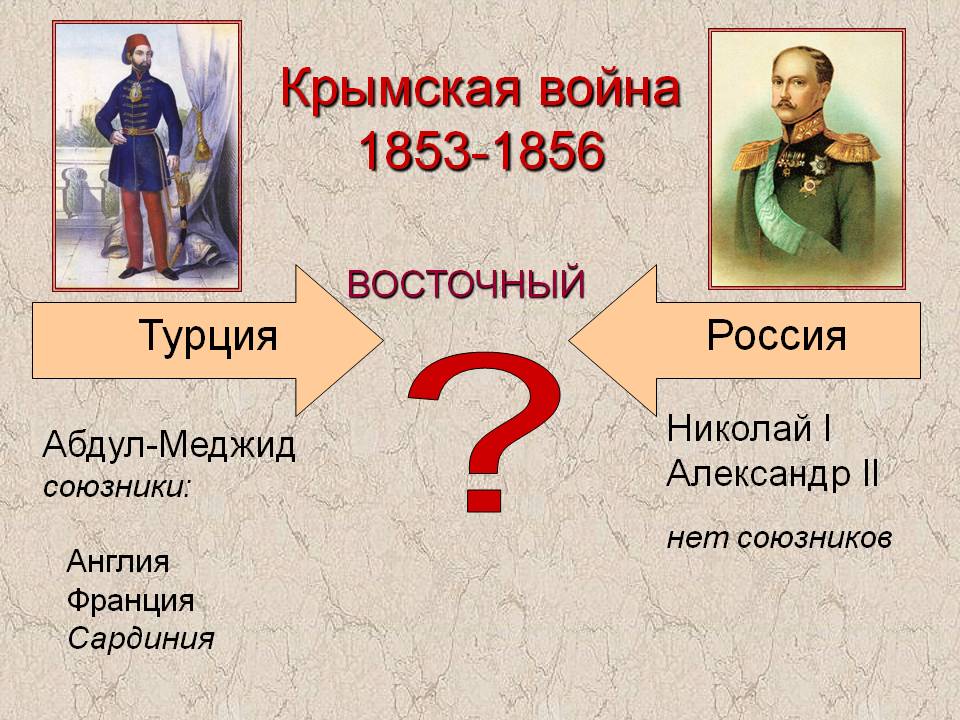 Крымская война
1853-1856
ВОСТОЧНЫЙ
?
Турция
Абдул-Меджид
союзники:
Англия
Франция
Сардиния
Россия
Николай I
Александр II
нет союзников